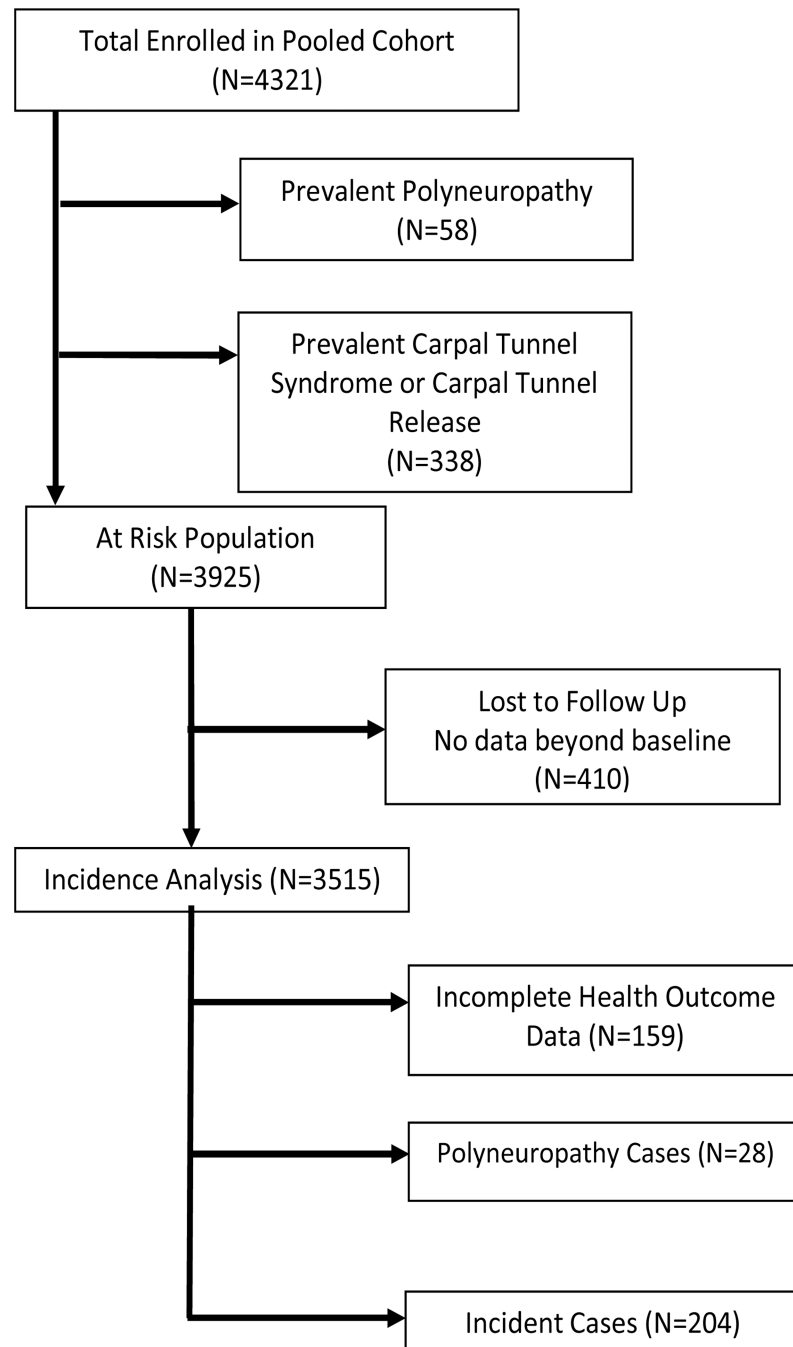 Total Enrolled in Pooled Cohort
(N=4321)
Prevalent Polyneuropathy
(N=58)
Prevalent Carpal Tunnel
Syndrome or Carpal Tunnel
Release
(N=338)
At Risk Population
(N=3925)
Lost to Follow Up
No data beyond baseline
(N=410)
Incidence Analysis (N=3515)
Incomplete Health Outcome
Data (N=159)
Polyneuropathy Cases (N=28)
Incident Cases (N=204)